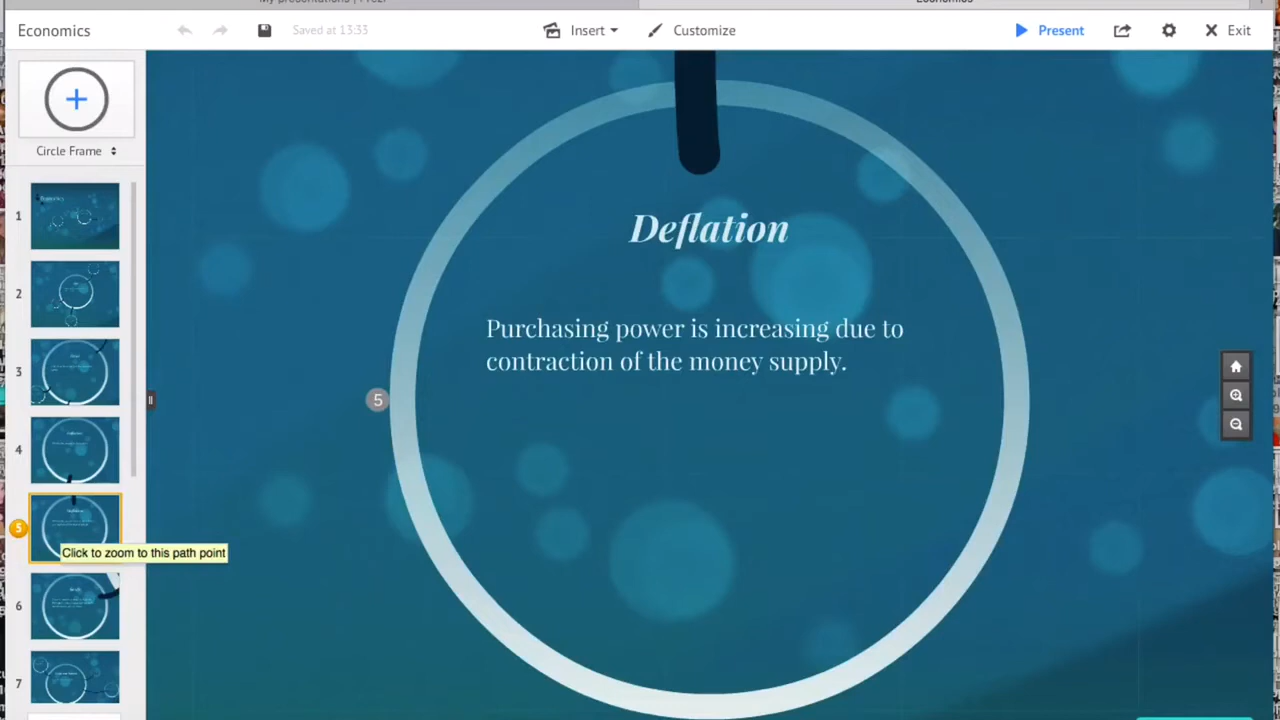 Economics
Economics
Saved at 13:33
Insert
Customize
Present
Exit
Circle Frame
1
2
3
4
5
6
7
Click to zoom to this path point
5
Deflation
Purchasing power is increasing due to
contraction of the money supply.